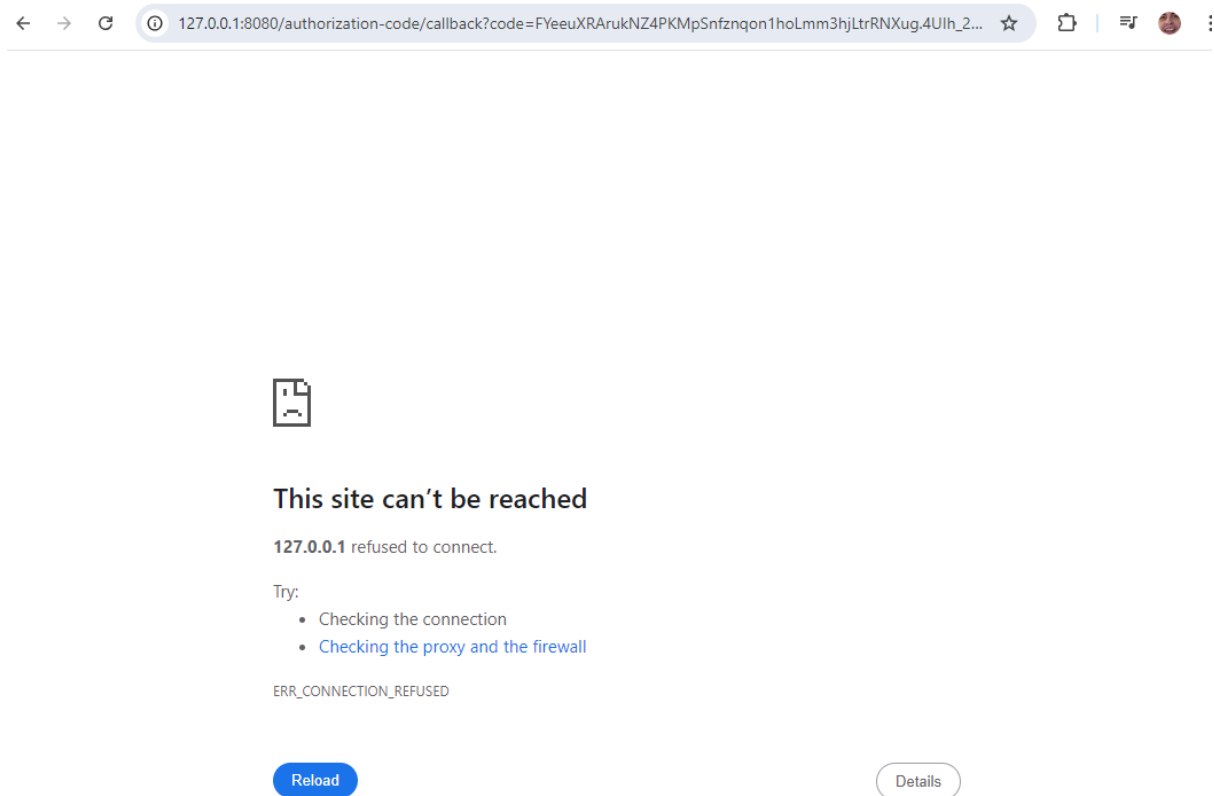 127.0.0.1:8080/authorization-code/callback?code=FYeeuXRArukNZ4PKMpSnfznqon1hoLmm3hjLtrRNXug.4UIh_2...
This site can't be reached
127.0.0.1 refused to connect.
Try:
• Checking the connection
• Checking the proxy and the firewall
ERR_CONNECTION_REFUSED
Reload Details